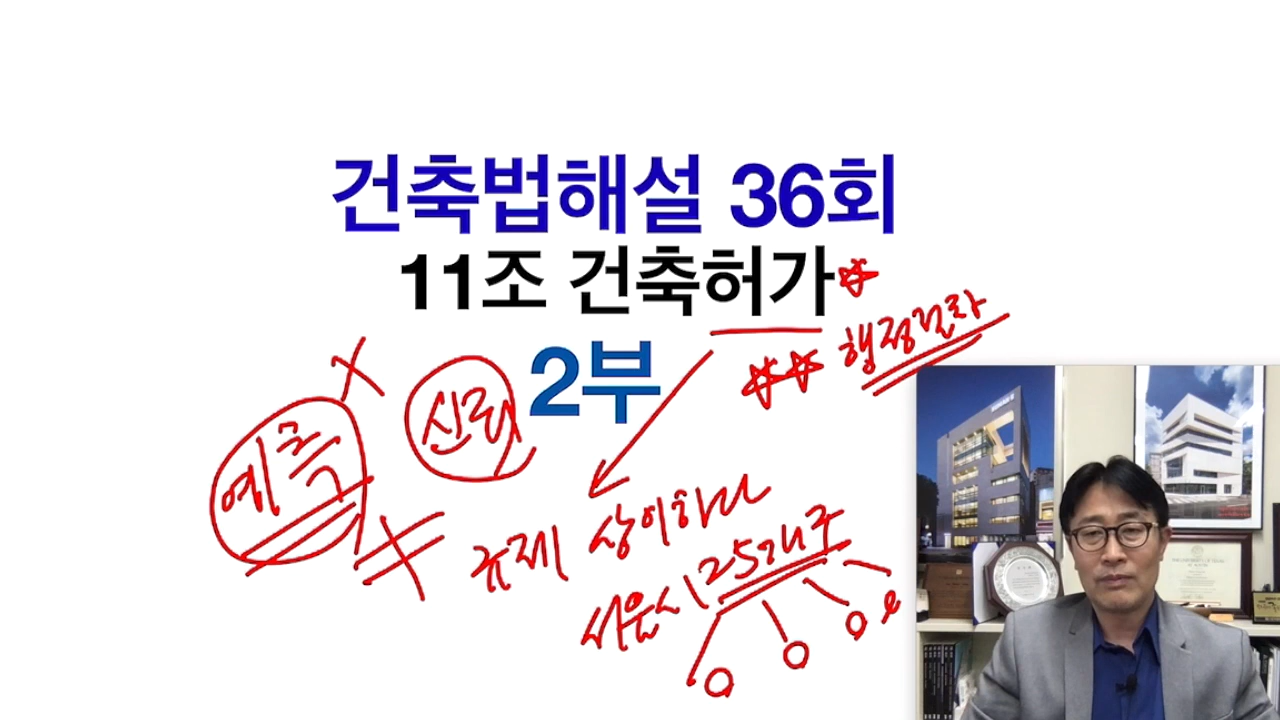 건축법해설 36회
11조 건축허가
행정절차
2부
신뢰
예측
규제 상이하다
서울시 25개구